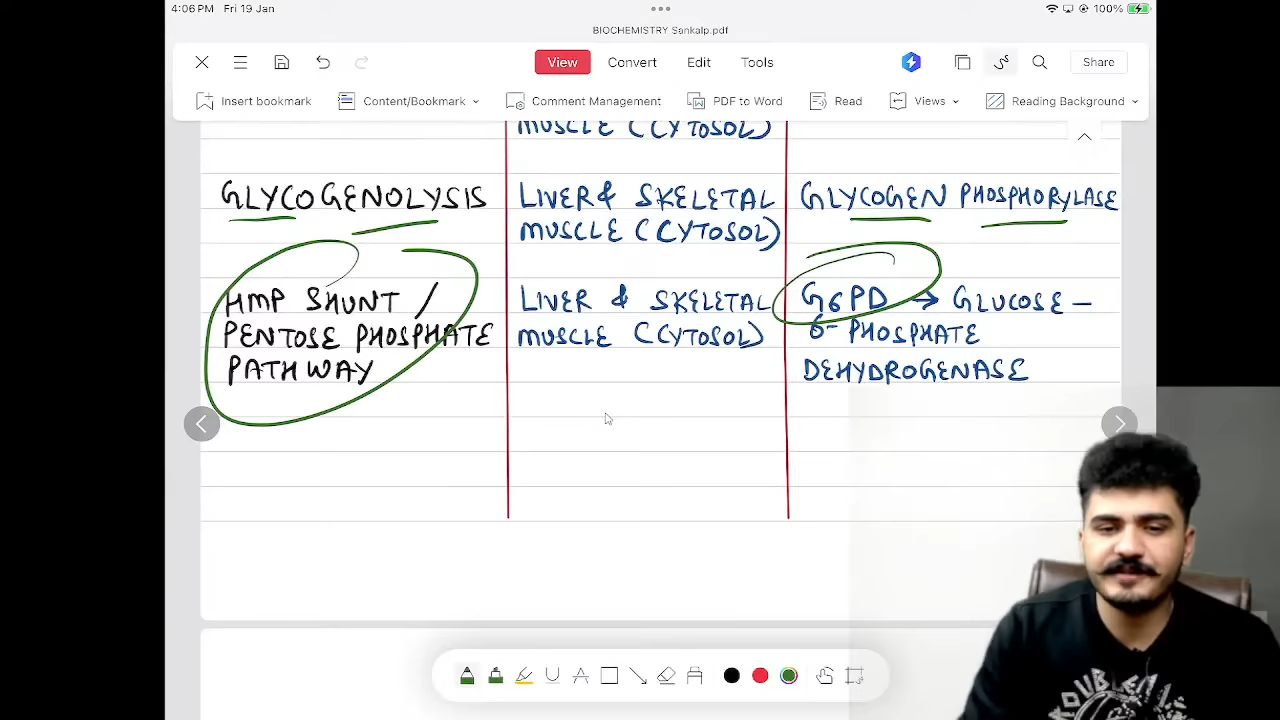 4:06 PM Fri 19 Jan
100%
BIOCHEMISTRY Sankalp.pdf
View Convert Edit Tools Share
Insert bookmark Content/Bookmark Comment Management PDF to Word Read Views Reading Background
MUSCLE (CYTOSOL)
GLYCOGENOLYSIS
LIVER & SKELETAL
MUSCLE (CYTOSOL)
GLYCOGEN PHOSPHORYLASE
HMP SHUNT /
PENTOSE PHOSPHATE
PATHWAY
LIVER & SKELETAL
MUSCLE (CYTOSOL)
G6PD → GLUCOSE –
6- PHOSPHATE
DEHYDROGENASE